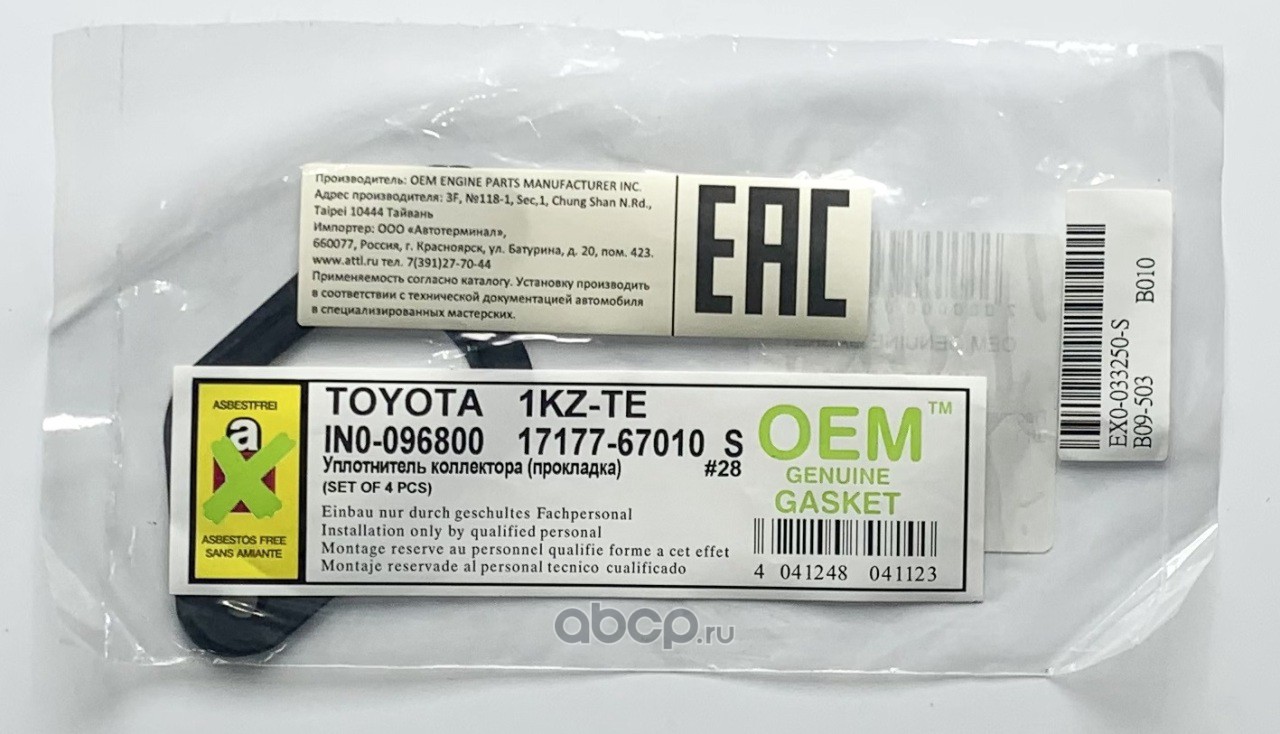 Производитель: OEM ENGINE PARTS MANUFACTURER INC.
Адрес производителя: 3F, №118-1, Sec,1, Chung Shan N.Rd.,
Taipei 10444 Тайвань
Импортер: ООО «Автотерминал»,
660077, Россия, г. Красноярск, ул. Батурина, д. 20, пом. 423.
www.attl.ru тел. 7(391)27-70-44
Применяемость согласно каталогу. Установку производить
в соответствии с технической документацией автомобиля
в специализированных мастерских.
EAC
EX0-033250-S
B09-503 B010
ASBESTFREI
a
ASBESTOS FREE
SANS AMIANTE
TOYOTA 1KZ-TE
IN0-096800 17177-67010 S
Уплотнитель коллектора (прокладка) #28
(SET OF 4 PCS)
Einbau nur durch geschultes Fachpersonal
Installation only by qualified personal
Montage reserve au personnel qualifie forme a cet effet
Montaje reservade al personal tecnico cualificado
OEM™
GENUINE
GASKET
4 041248 041123
abcp.ru